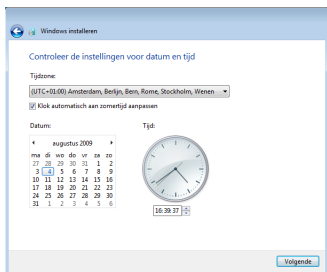 Windows installeren
Controleer de instellingen voor datum en tijd
Tijdzone:
(UTC+01:00) Amsterdam, Berlijn, Bern, Rome, Stockholm, Wenen
Klok automatisch aan zomertijd aanpassen
Datum:
Tijd:
augustus 2009
ma di wo do vr za zo
27 28 29 30 31 1 2
3 4 5 6 7 8 9
10 11 12 13 14 15 16
17 18 19 20 21 22 23
24 25 26 27 28 29 30
31 1 2 3 4 5 6
16:39:37
Volgende